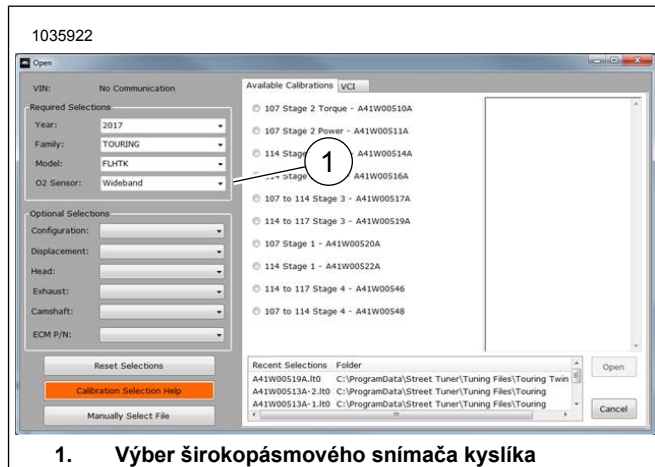 1035922
Open
VIN: No Communication
Required Selections
Year: 2017
Family: TOURING
Model: FLHTK
O2 Sensor: Wideband
Optional Selections
Configuration:
Displacement:
Head:
Exhaust:
Camshaft:
ECM P/N:
Reset Selections
Calibration Selection Help
Manually Select File
Available Calibrations VCI
107 Stage 2 Torque - A41W00510A
107 Stage 2 Power - A41W00511A
114 Stage A41W00514A
Stage A41W00516A
107 to 114 Stage 3 - A41W00517A
114 to 117 Stage 3 - A41W00519A
107 Stage 1 - A41W00520A
114 Stage 1 - A41W00522A
114 to 117 Stage 4 - A41W00546
107 to 114 Stage 4 - A41W00548
1
Recent Selections Folder
A41W00519A.lt0 C:\ProgramData\Street Tuner\Tuning Files\Touring Twin
A41W00513A-2.lt0 C:\ProgramData\Street Tuner\Tuning Files\Touring
A41W00513A-1.lt0 C:\ProgramData\Street Tuner\Tuning Files\Touring
Open
Cancel
1. Výber širokopásmového snímača kyslíka